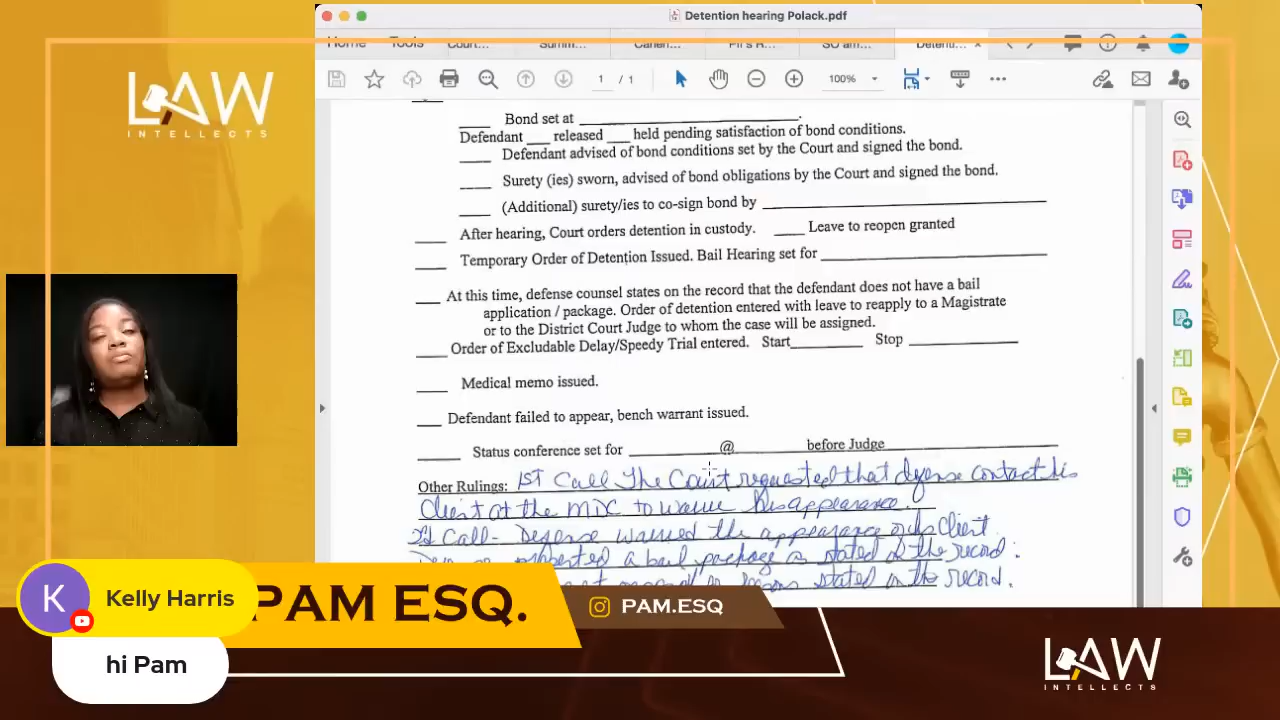 Detention hearing Polack.pdf
Home Tools Court... Summ... Carlen... Plf's R... SO am... Detenti... ×
1 / 1 100%
LAW
INTELLECTS
Bond set at ____.
Defendant ___ released ___ held pending satisfaction of bond conditions.
Defendant advised of bond conditions set by the Court and signed the bond.
Surety (ies) sworn, advised of bond obligations by the Court and signed the bond.
(Additional) surety/ies to co-sign bond by
After hearing, Court orders detention in custody. ____ Leave to reopen granted
Temporary Order of Detention Issued. Bail Hearing set for
At this time, defense counsel states on the record that the defendant does not have a bail
application / package. Order of detention entered with leave to reapply to a Magistrate
or to the District Court Judge to whom the case will be assigned.
Order of Excludable Delay/Speedy Trial entered. Start Stop
Medical memo issued.
Defendant failed to appear, bench warrant issued.
Status conference set for @ before Judge
Other Rulings: 1st Call The Court requested that defense contact his
Client at the MDC to waive his appearance.
Call - Defense waived the appearance of his Client.
presented a bail package as stated on the record.
reasons stated on the record.
K Kelly Harris
hi Pam
PAM ESQ.
PAM.ESQ
LAW
INTELLECTS